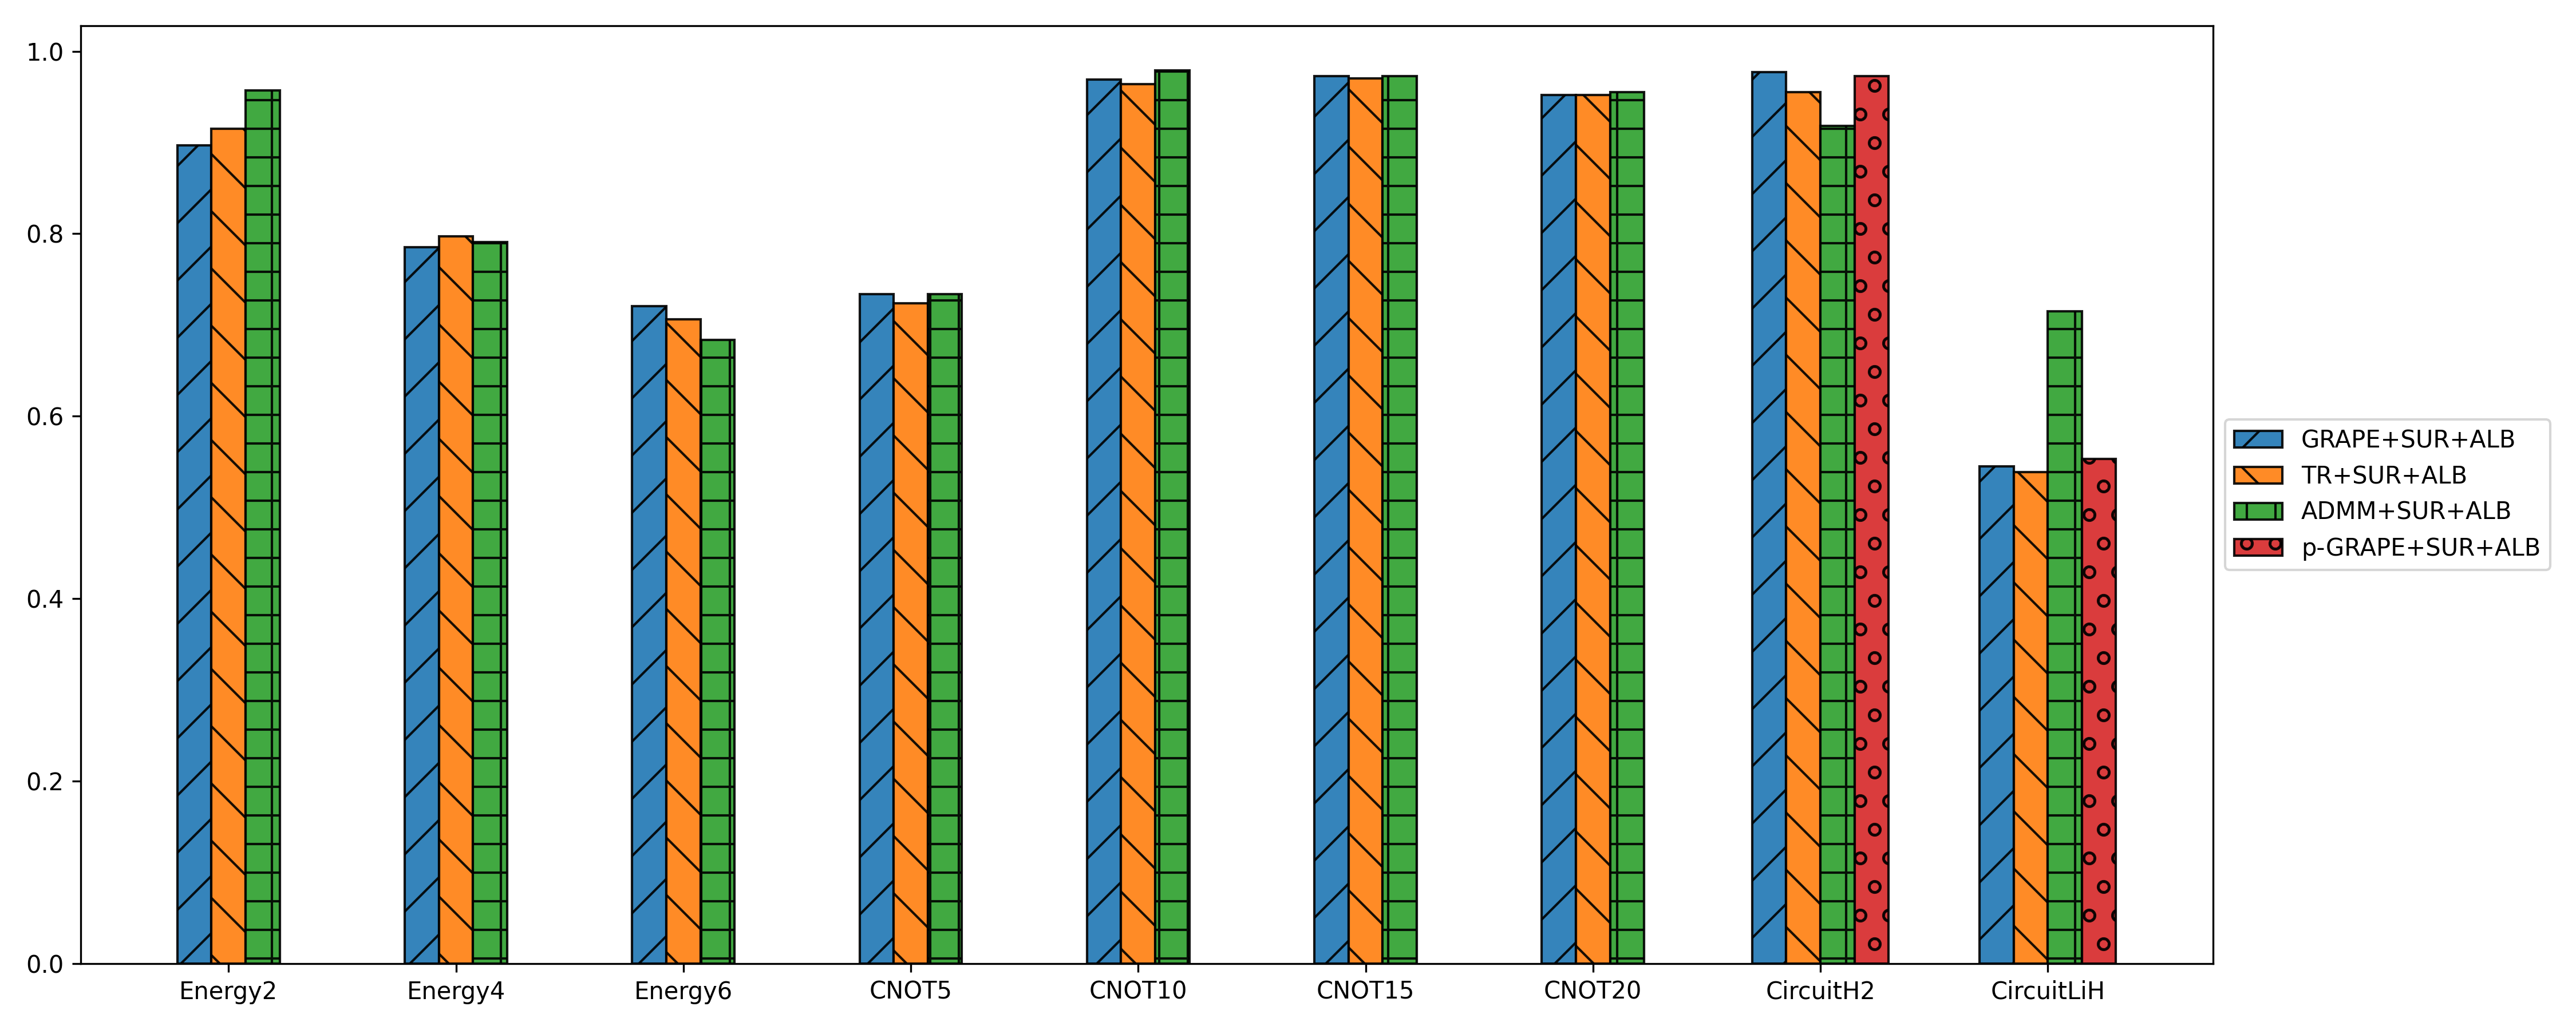 1.0
0.8
0.6
0.4
0.2
0.0
Energy2 Energy4 Energy6 CNOT5 CNOT10 CNOT15 CNOT20 CircuitH2 CircuitLiH
GRAPE+SUR+ALB
TR+SUR+ALB
ADMM+SUR+ALB
p-GRAPE+SUR+ALB